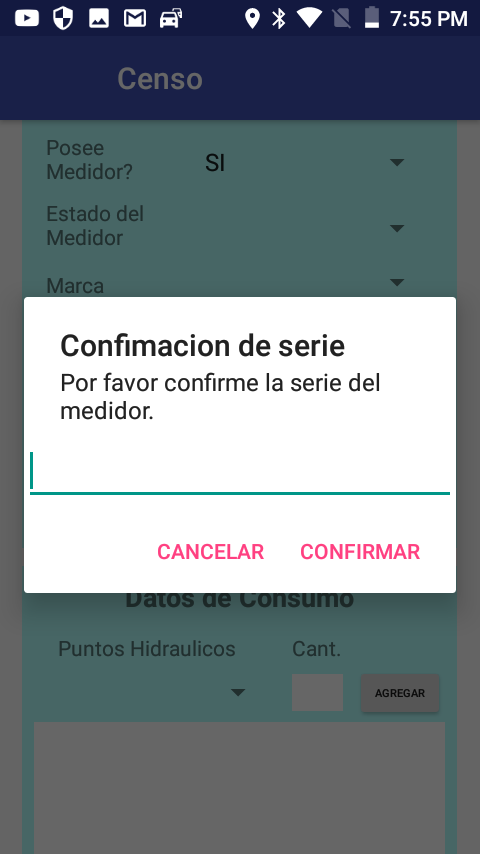 7:55 PM
Censo
Posee
Medidor?
SI
Estado del
Medidor
Marca
Confimacion de serie
Por favor confirme la serie del
medidor.
CANCELAR CONFIRMAR
Datos de Consumo
Puntos Hidraulicos Cant.
AGREGAR